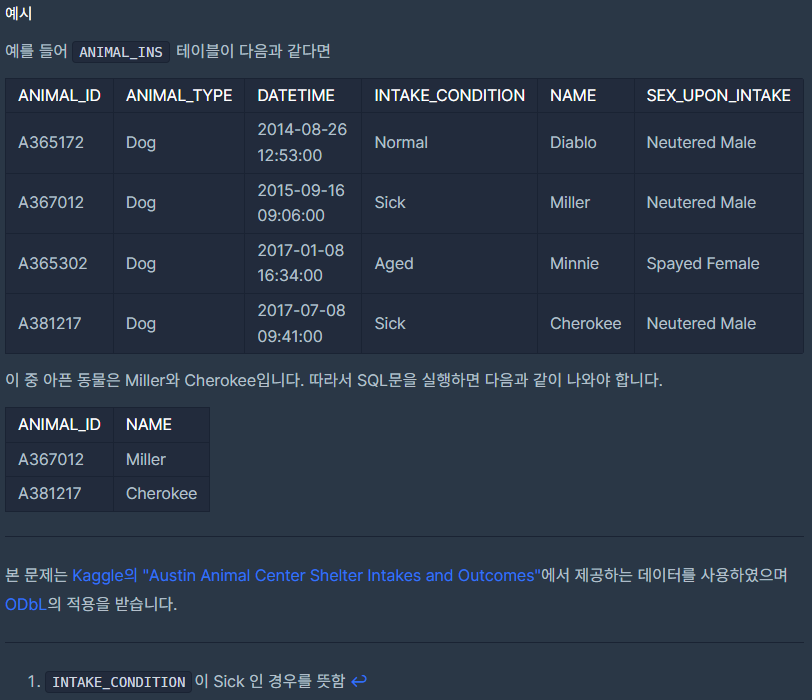 예시
예를 들어 ANIMAL_INS 테이블이 다음과 같다면
ANIMAL_ID ANIMAL_TYPE DATETIME INTAKE_CONDITION NAME SEX_UPON_INTAKE
A365172 Dog 2014-08-26 12:53:00 Normal Diablo Neutered Male
A367012 Dog 2015-09-16 09:06:00 Sick Miller Neutered Male
A365302 Dog 2017-01-08 16:34:00 Aged Minnie Spayed Female
A381217 Dog 2017-07-08 09:41:00 Sick Cherokee Neutered Male
이 중 아픈 동물은 Miller와 Cherokee입니다. 따라서 SQL문을 실행하면 다음과 같이 나와야 합니다.
ANIMAL_ID NAME
A367012 Miller
A381217 Cherokee
본 문제는 Kaggle의 "Austin Animal Center Shelter Intakes and Outcomes"에서 제공하는 데이터를 사용하였으며
ODbL의 적용을 받습니다.
1. INTAKE_CONDITION 이 Sick 인 경우를 뜻함 ↩